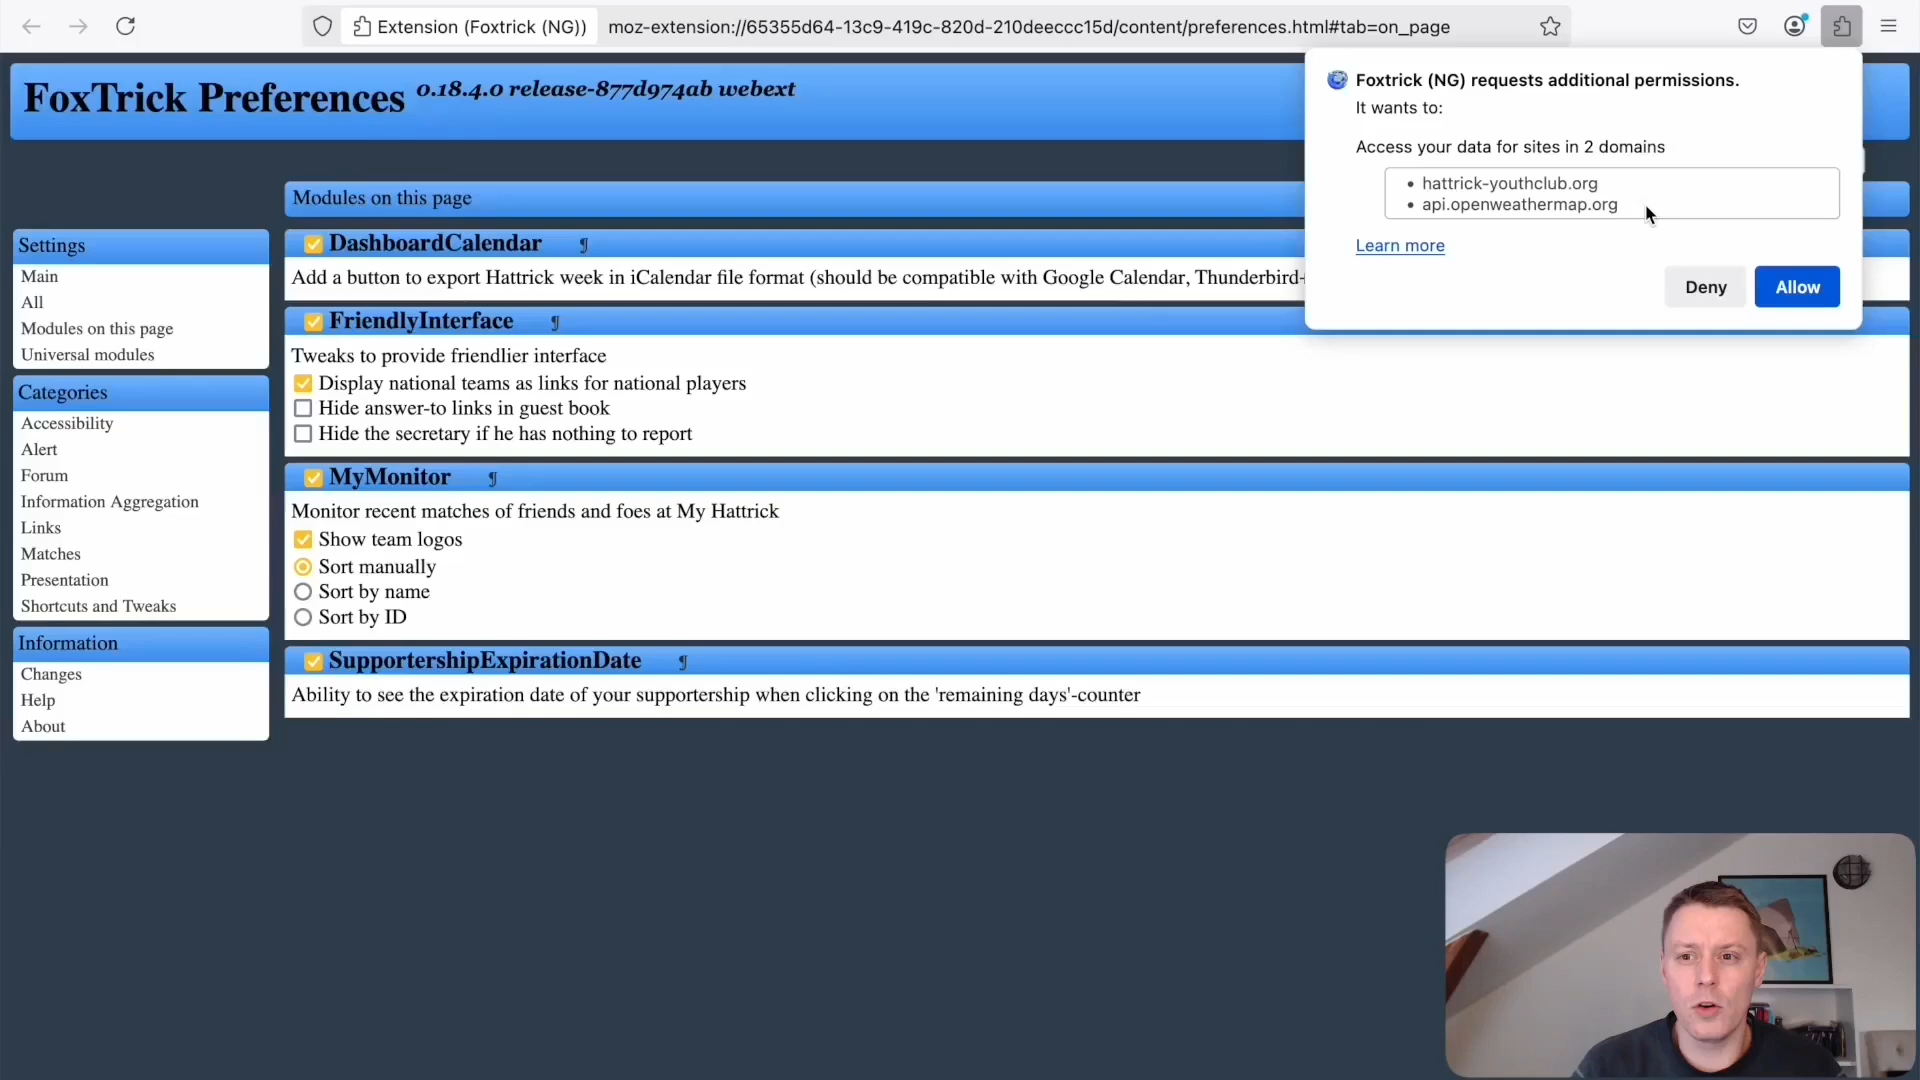 Extension (Foxtrick (NG))
moz-extension://65355d64-13c9-419c-820d-210deeccc15d/content/preferences.html#tab=on_page
FoxTrick Preferences 0.18.4.0 release-877d974ab webext
Foxtrick (NG) requests additional permissions.
It wants to:
Access your data for sites in 2 domains
• hattrick-youthclub.org
• api.openweathermap.org
Learn more
Deny
Allow
Settings
Main
All
Modules on this page
Universal modules
Categories
Accessibility
Alert
Forum
Information Aggregation
Links
Matches
Presentation
Shortcuts and Tweaks
Information
Changes
Help
About
Modules on this page
DashboardCalendar ¶
Add a button to export Hattrick week in iCalendar file format (should be compatible with Google Calendar, Thunderbird+
FriendlyInterface ¶
Tweaks to provide friendlier interface
Display national teams as links for national players
Hide answer-to links in guest book
Hide the secretary if he has nothing to report
MyMonitor ¶
Monitor recent matches of friends and foes at My Hattrick
Show team logos
Sort manually
Sort by name
Sort by ID
SupportershipExpirationDate ¶
Ability to see the expiration date of your supportership when clicking on the 'remaining days'-counter